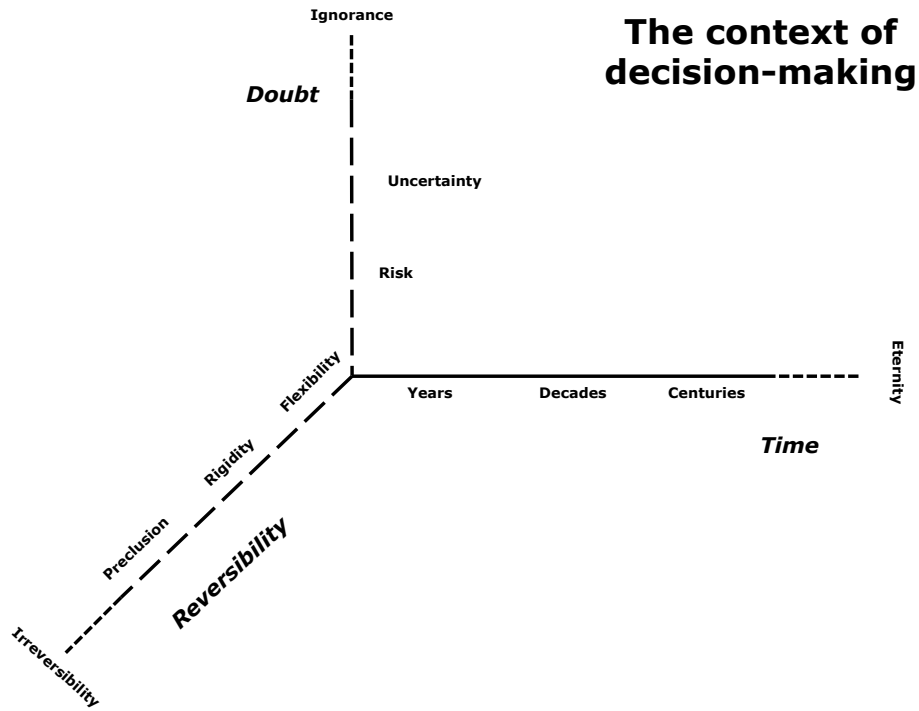 Ignorance
The context of
decision-making
Doubt
Uncertainty
Risk
Flexibility
Eternity
Years
Decades
Centuries
Time
Rigidity
Preclusion
Reversibility
Irreversibility